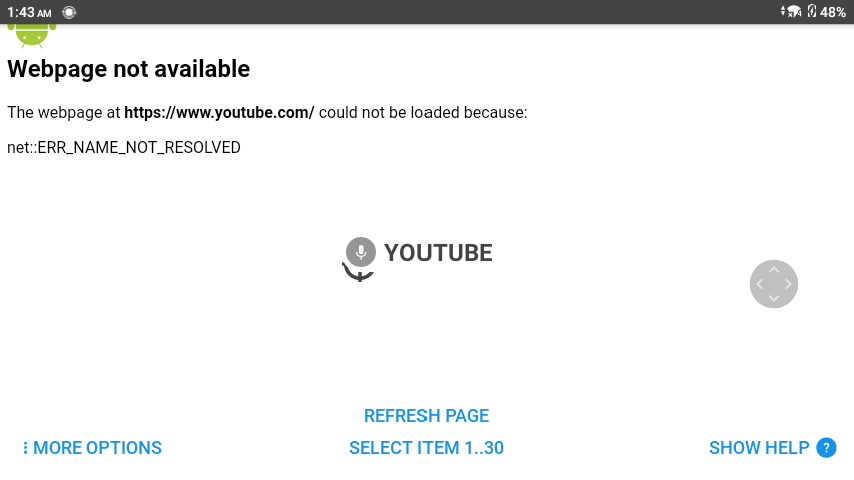 1:43 AM 48%
Webpage not available
The webpage at https://www.youtube.com/ could not be loaded because:
net::ERR_NAME_NOT_RESOLVED
YOUTUBE
REFRESH PAGE
MORE OPTIONS SELECT ITEM 1..30 SHOW HELP ?